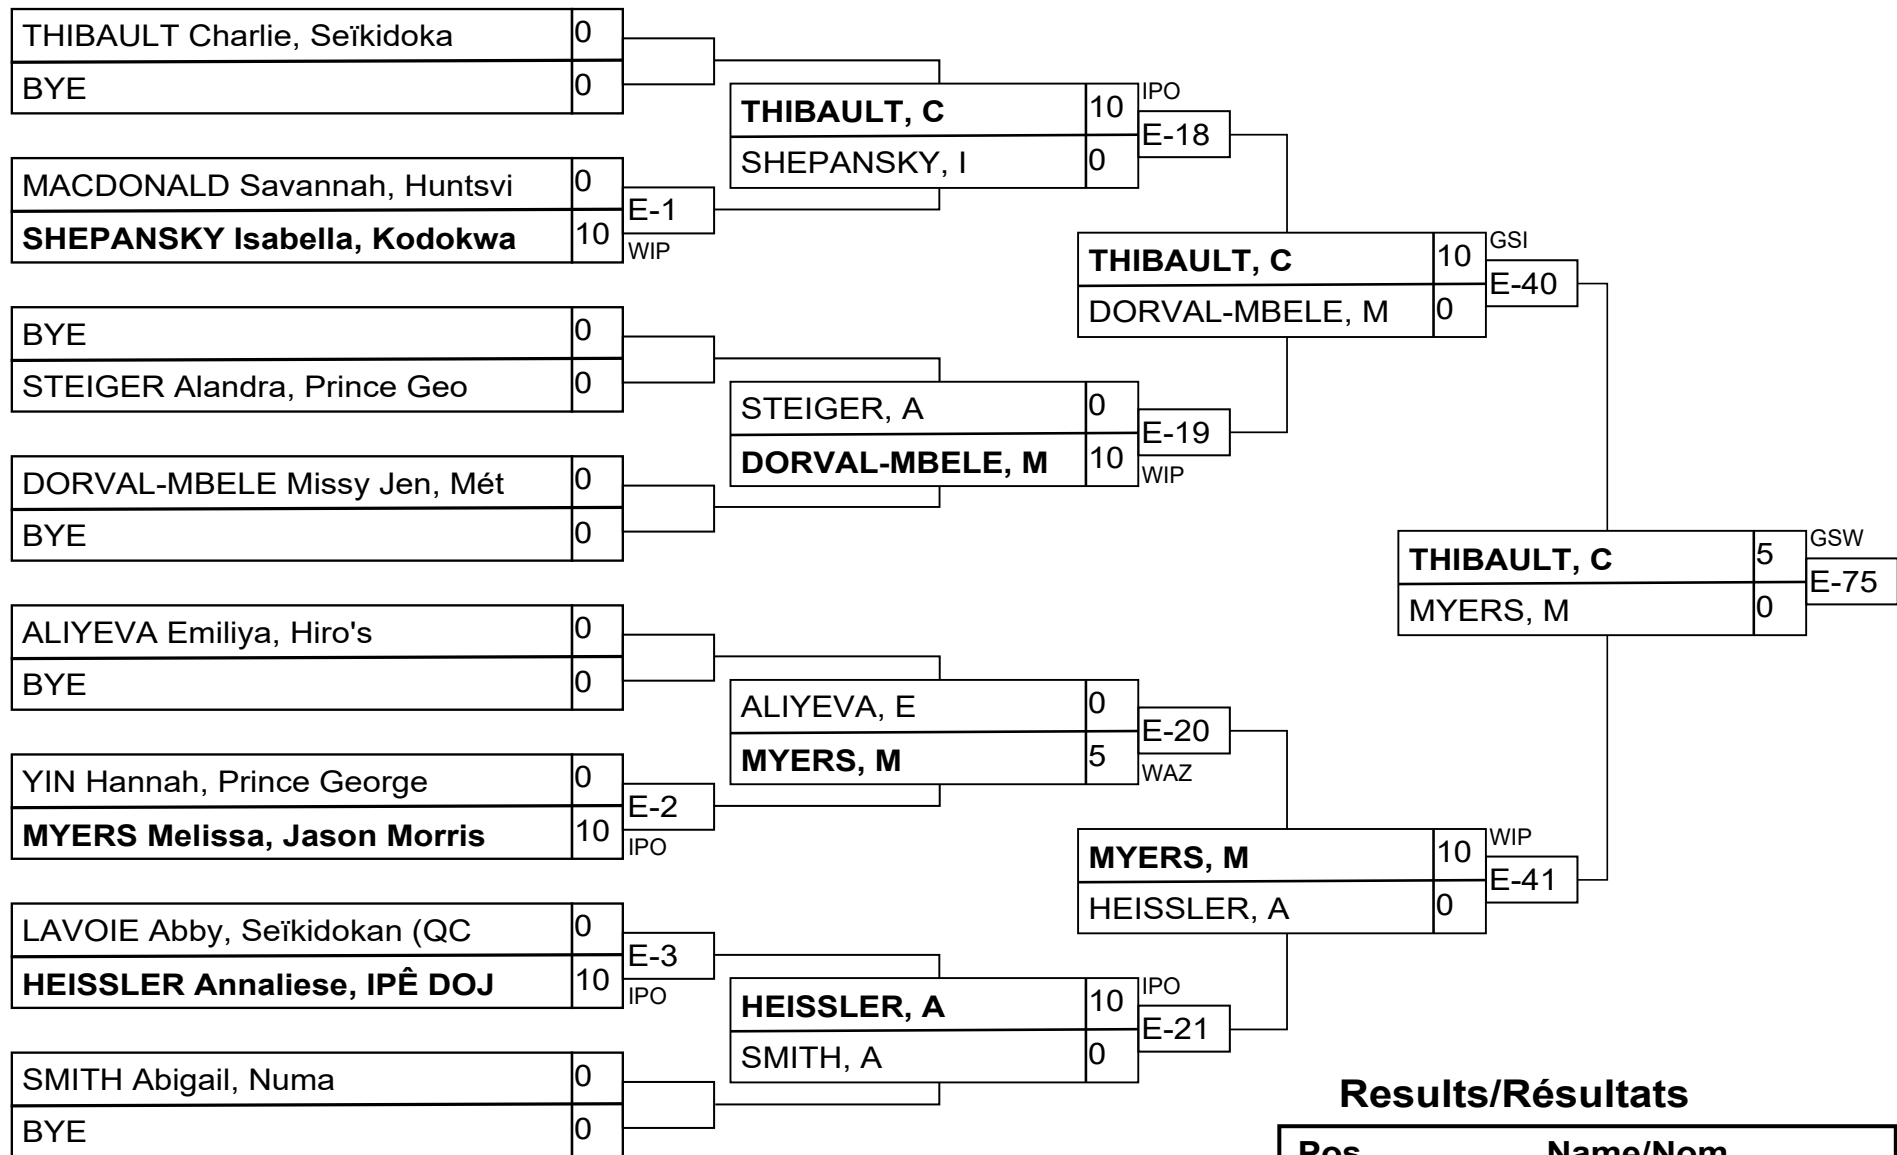 THIBAULT Charlie, Seïkidoka 0
BYE 0
MACDONALD Savannah, Huntsvi 0
SHEPANSKY Isabella, Kodokwa 10
E-1
WIP
BYE 0
STEIGER Alandra, Prince Geo 0
DORVAL-MBELE Missy Jen, Mét 0
BYE 0
ALIYEVA Emiliya, Hiro's 0
BYE 0
YIN Hannah, Prince George 0
MYERS Melissa, Jason Morris 10
E-2
IPO
LAVOIE Abby, Seïkidokan (QC 0
HEISSLER Annaliese, IPÊ DOJ 10
E-3
IPO
SMITH Abigail, Numa 0
BYE 0
THIBAULT, C 10
SHEPANSKY, I 0
IPO
E-18
STEIGER, A 0
DORVAL-MBELE, M 10
E-19
WIP
ALIYEVA, E 0
MYERS, M 5
E-20
WAZ
HEISSLER, A 10
SMITH, A 0
IPO
E-21
THIBAULT, C 10
DORVAL-MBELE, M 0
GSI
E-40
MYERS, M 10
HEISSLER, A 0
WIP
E-41
THIBAULT, C 5
MYERS, M 0
GSW
E-75
Results/Résultats
Pos Name/Nom